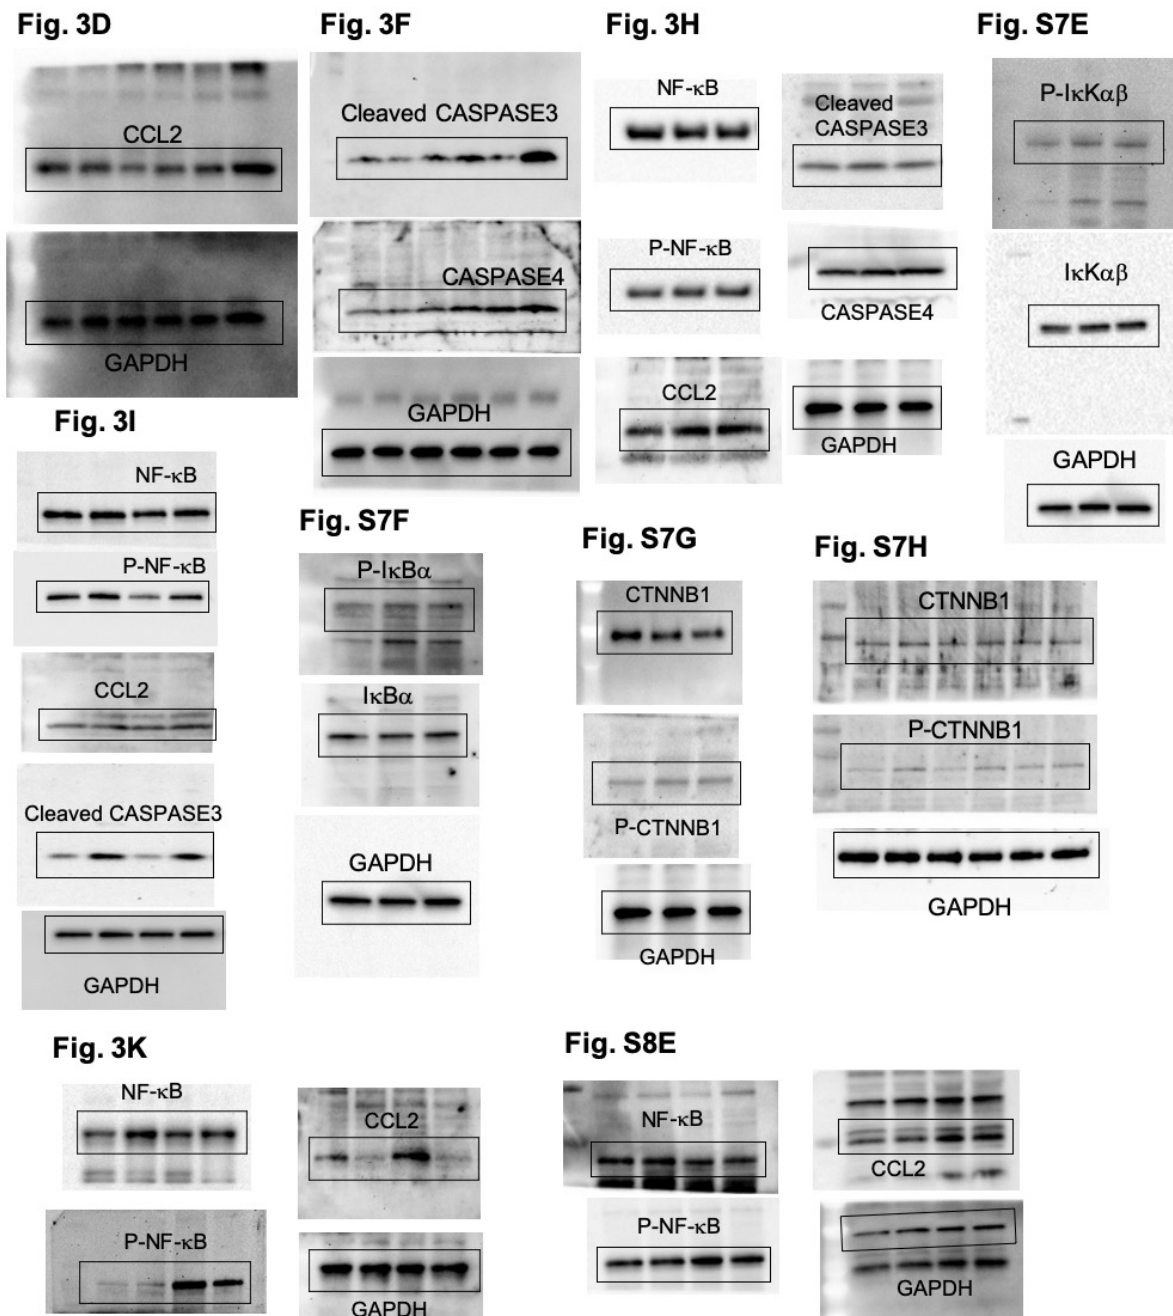 Fig. 3D
CCL2
GAPDH
Fig. 3F
Cleaved CASPASE3
CASPASE4
GAPDH
Fig. 3H
NF-κB
P-NF-κB
CCL2
Cleaved
CASPASE3
CASPASE4
GAPDH
Fig. S7E
P-IκKαβ
IκKαβ
GAPDH
Fig. 3I
NF-κB
P-NF-κB
CCL2
Cleaved CASPASE3
GAPDH
Fig. S7F
P-IκBα
IκBα
GAPDH
Fig. S7G
CTNNB1
P-CTNNB1
GAPDH
Fig. S7H
CTNNB1
P-CTNNB1
GAPDH
Fig. 3K
NF-κB
P-NF-κB
CCL2
GAPDH
Fig. S8E
NF-κB
P-NF-κB
CCL2
GAPDH